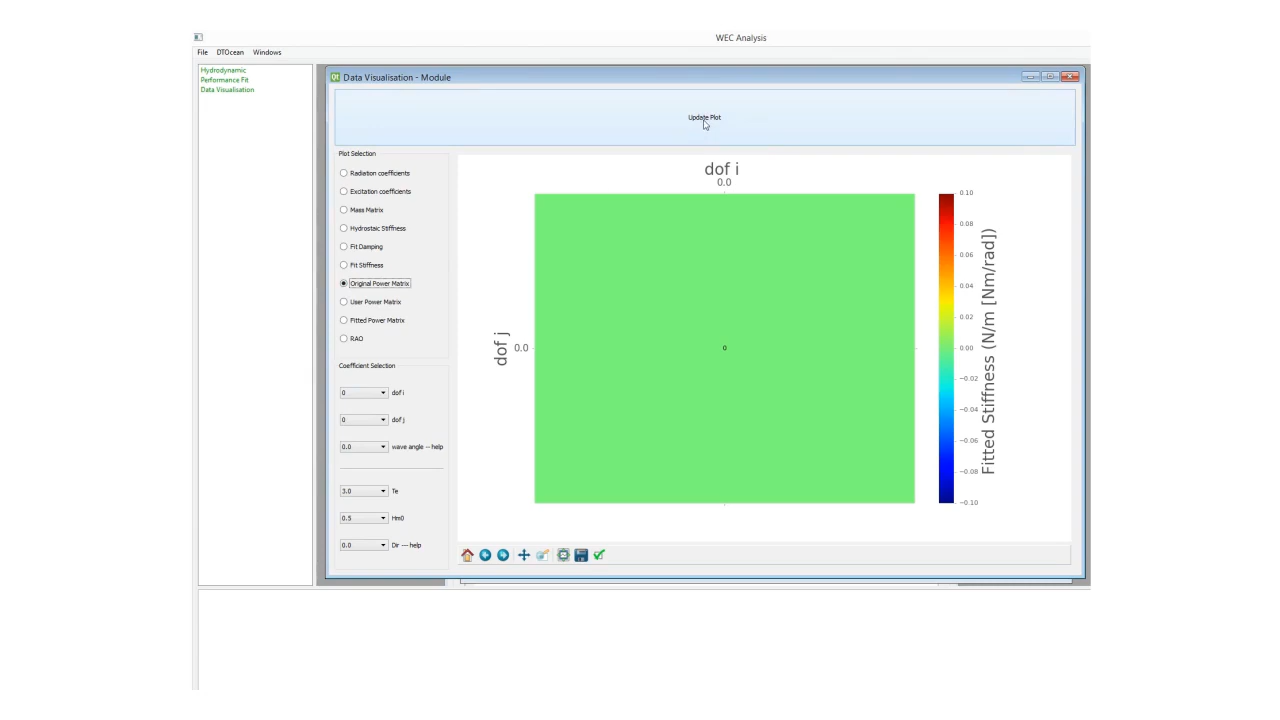 WEC Analysis
File DTOcean Windows
Hydrodynamic
Performance Fit
Data Visualisation
Data Visualisation - Module
Update Plot
Plot Selection
Radiation coefficients
Excitation coefficients
Mass Matrix
Hydrostaic Stiffness
Fit Damping
Fit Stiffness
Original Power Matrix
User Power Matrix
Fitted Power Matrix
RAO
Coefficient Selection
0 dof i
0 dof j
0.0 wave angle -- help
3.0 Te
0.5 Hm0
0.0 Dir --- help
dof i
0.0
dof j
0.0
0
0.10
0.08
0.06
0.04
0.02
0.00
−0.02
−0.04
−0.06
−0.08
−0.10
Fitted Stiffness (N/m [Nm/rad])